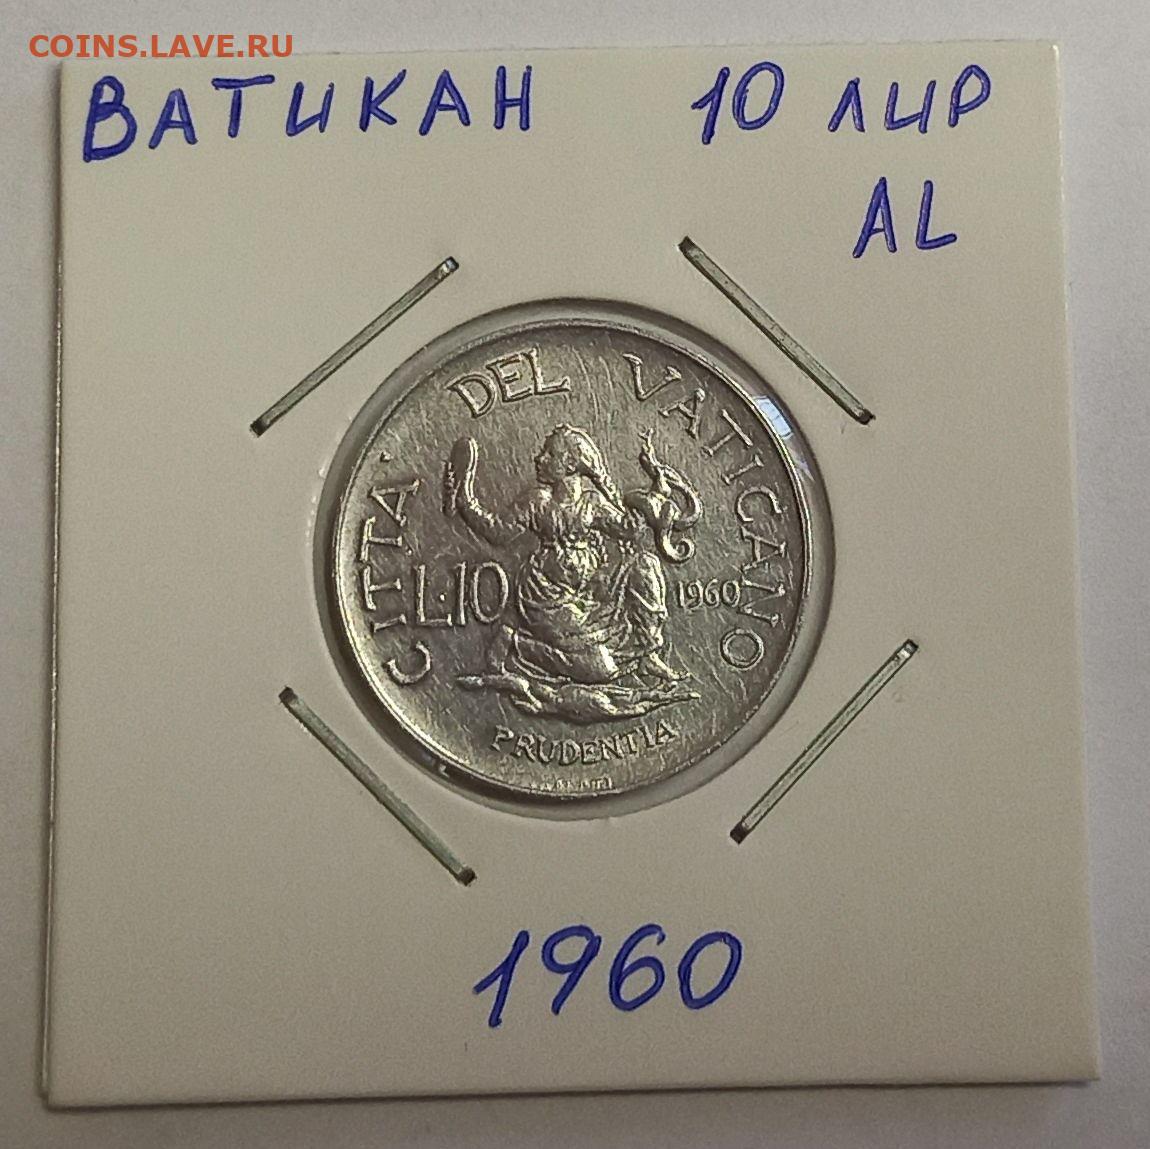 COINS.LAVE.RU
ВАТИКАН 10 ЛИР
AL
CITTA· DEL VATICANO
L·10
1960
PRUDENTIA
1960